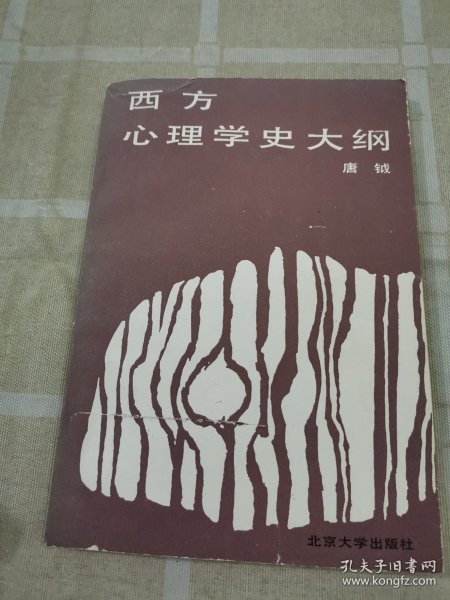 西方
心理学史大纲
唐钺
北京大学出版社
孔夫子旧书网
www.kongfz.com